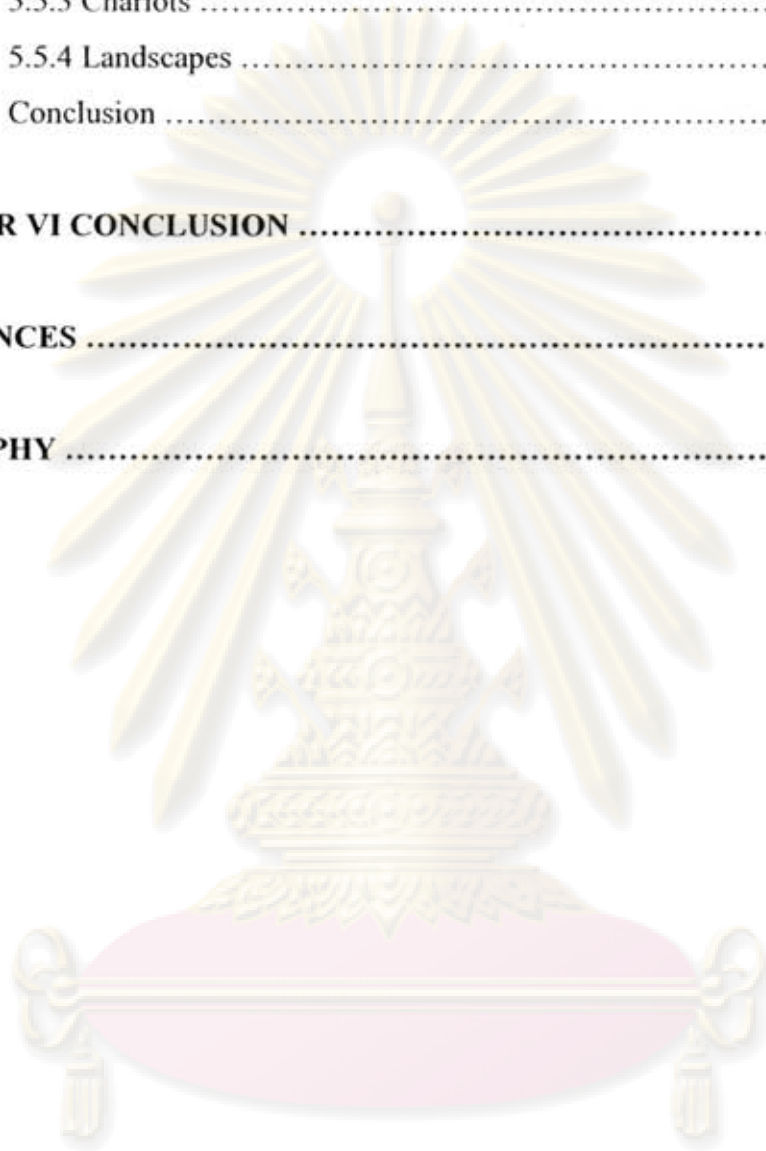 5.5.3 Chariots ........................................................
5.5.4 Landscapes ...................................................
Conclusion ..........................................................
R VI CONCLUSION ................................................
NCES ..................................................................
PHY ....................................................................